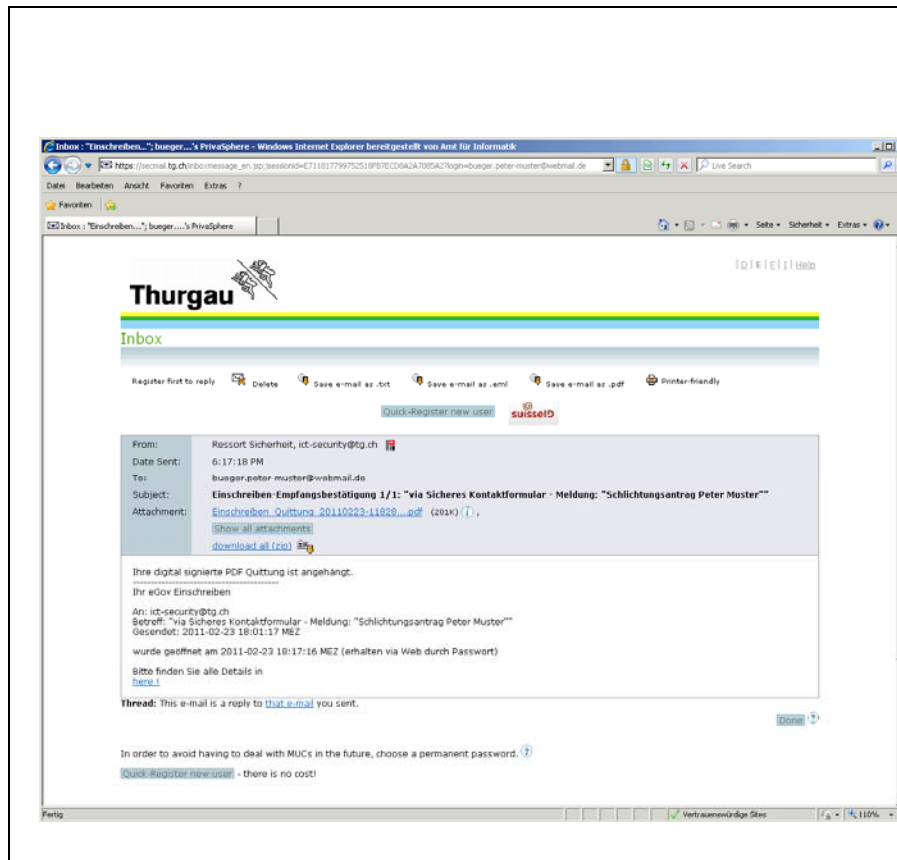 Inbox : "Einschreiben..."; bueger....'s PrivaSphere - Windows Internet Explorer bereitgestellt von Amt für Informatik
Live Search
Datei Bearbeiten Ansicht Favoriten Extras ?
Favoriten
Inbox : "Einschreiben..."; bueger....'s PrivaSphere
Seite Sicherheit Extras
| D | F | E | I | Help
Thurgau
Inbox
Register first to reply Delete Save e-mail as .txt Save e-mail as .eml Save e-mail as .pdf Printer-friendly
Quick-Register new user suisseID
From: Ressort Sicherheit, ict-security@tg.ch
Date Sent: 6:17:18 PM
To: bueger.peter-muster@webmail.de
Subject: Einschreiben-Empfangsbestätigung 1/1: "via Sicheres Kontaktformular - Meldung: "Schlichtungsantrag Peter Muster""
Attachment: Einschreiben_Quittung_20110223-11828....pdf (201K) ,
Show all attachments
download all (zip)
Ihre digital signierte PDF Quittung ist angehängt.
----------------------------------------
Ihr eGov Einschreiben
An: ict-security@tg.ch
Betreff: "via Sicheres Kontaktformular - Meldung: "Schlichtungsantrag Peter Muster""
Gesendet: 2011-02-23 18:01:17 MEZ
wurde geöffnet am 2011-02-23 18:17:16 MEZ (erhalten via Web durch Passwort)
Bitte finden Sie alle Details in
here !
Thread: This e-mail is a reply to that e-mail you sent.
Done ?
In order to avoid having to deal with MUCs in the future, choose a permanent password. ?
Quick-Register new user - there is no cost!
Fertig Vertrauenswürdige Sites 110%